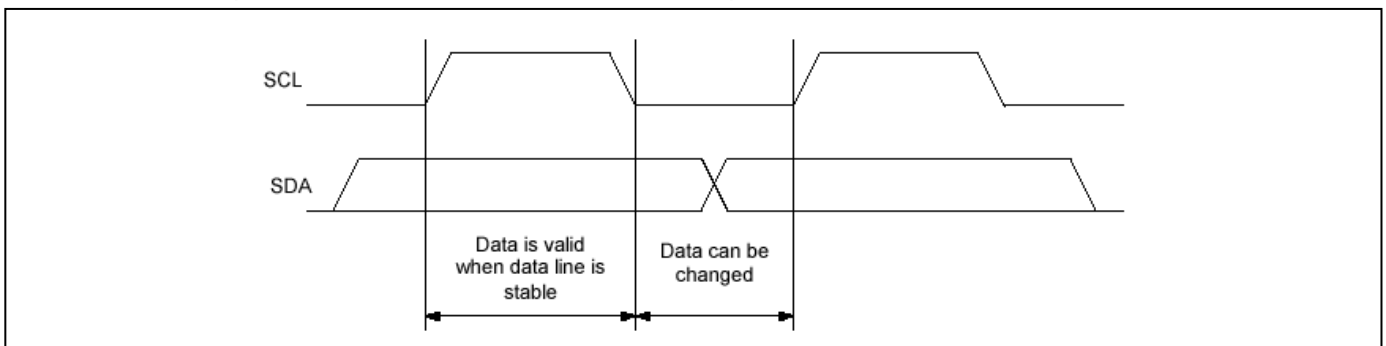 SCL
SDA
Data is valid
when data line is
stable
Data can be
changed